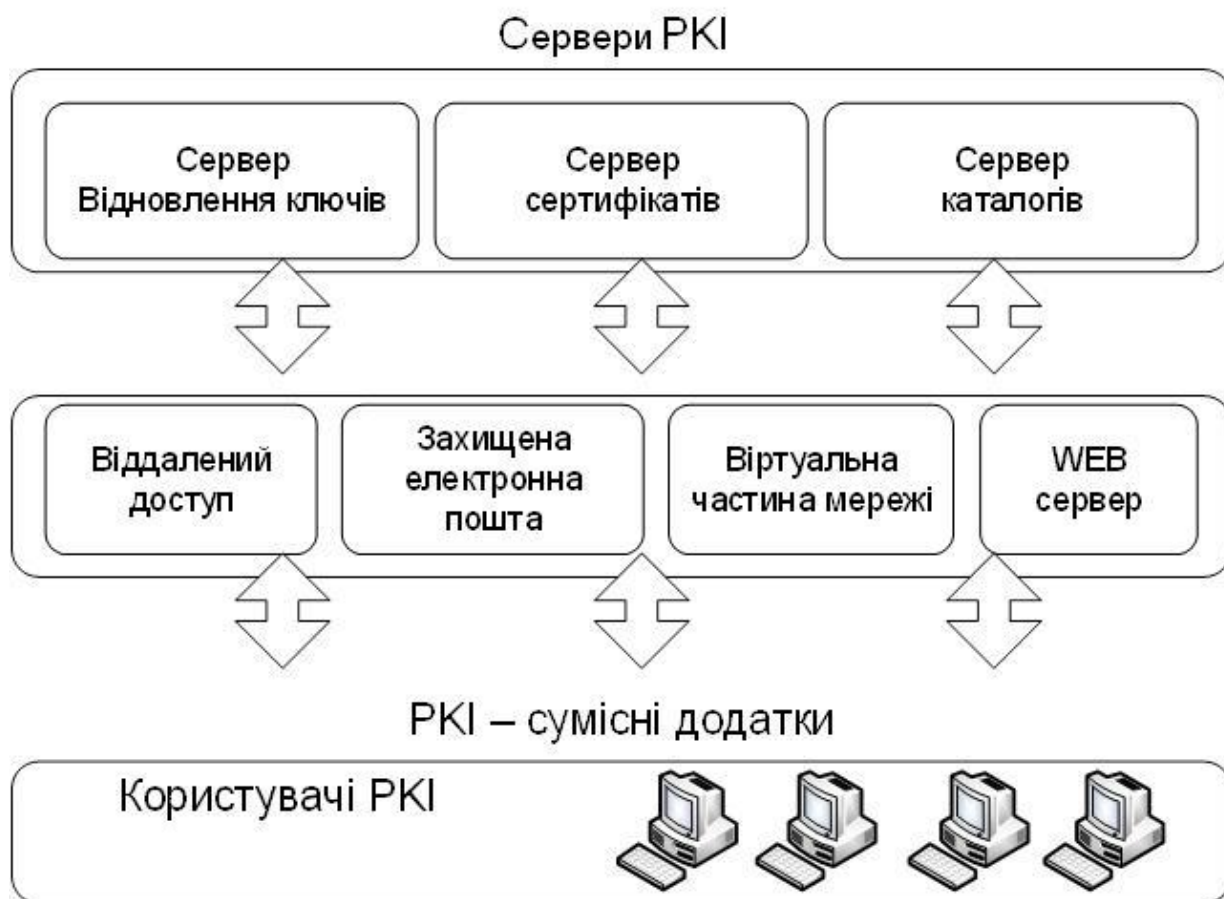 Сервери PKI
Сервер
Відновлення ключів
Сервер
сертифікатів
Сервер
каталогів
Віддалений
доступ
Захищена
електронна
пошта
Віртуальна
частина мережі
WEB
сервер
PKI – сумісні додатки
Користувачі PKI